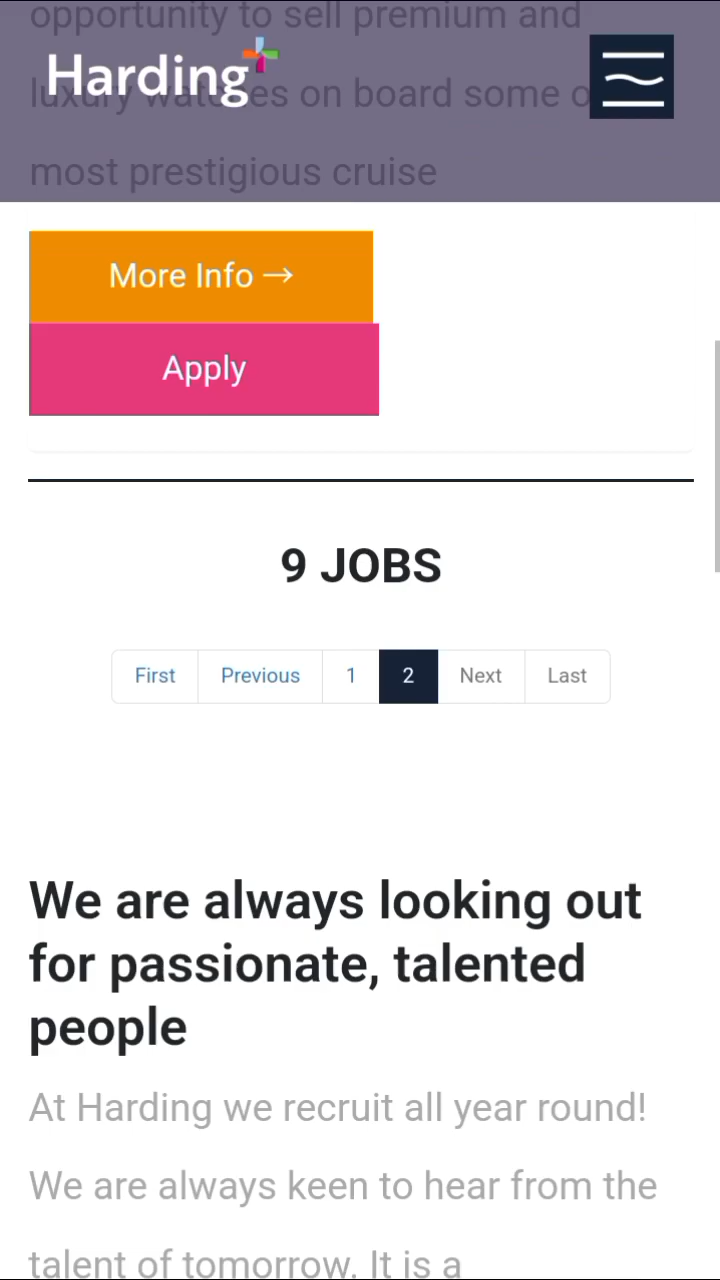 opportunity to sell premium and
Harding
luxury watches on board some o
most prestigious cruise
More Info →
Apply
9 JOBS
First Previous 1 2 Next Last
We are always looking out
for passionate, talented
people
At Harding we recruit all year round!
We are always keen to hear from the
talent of tomorrow. It is a